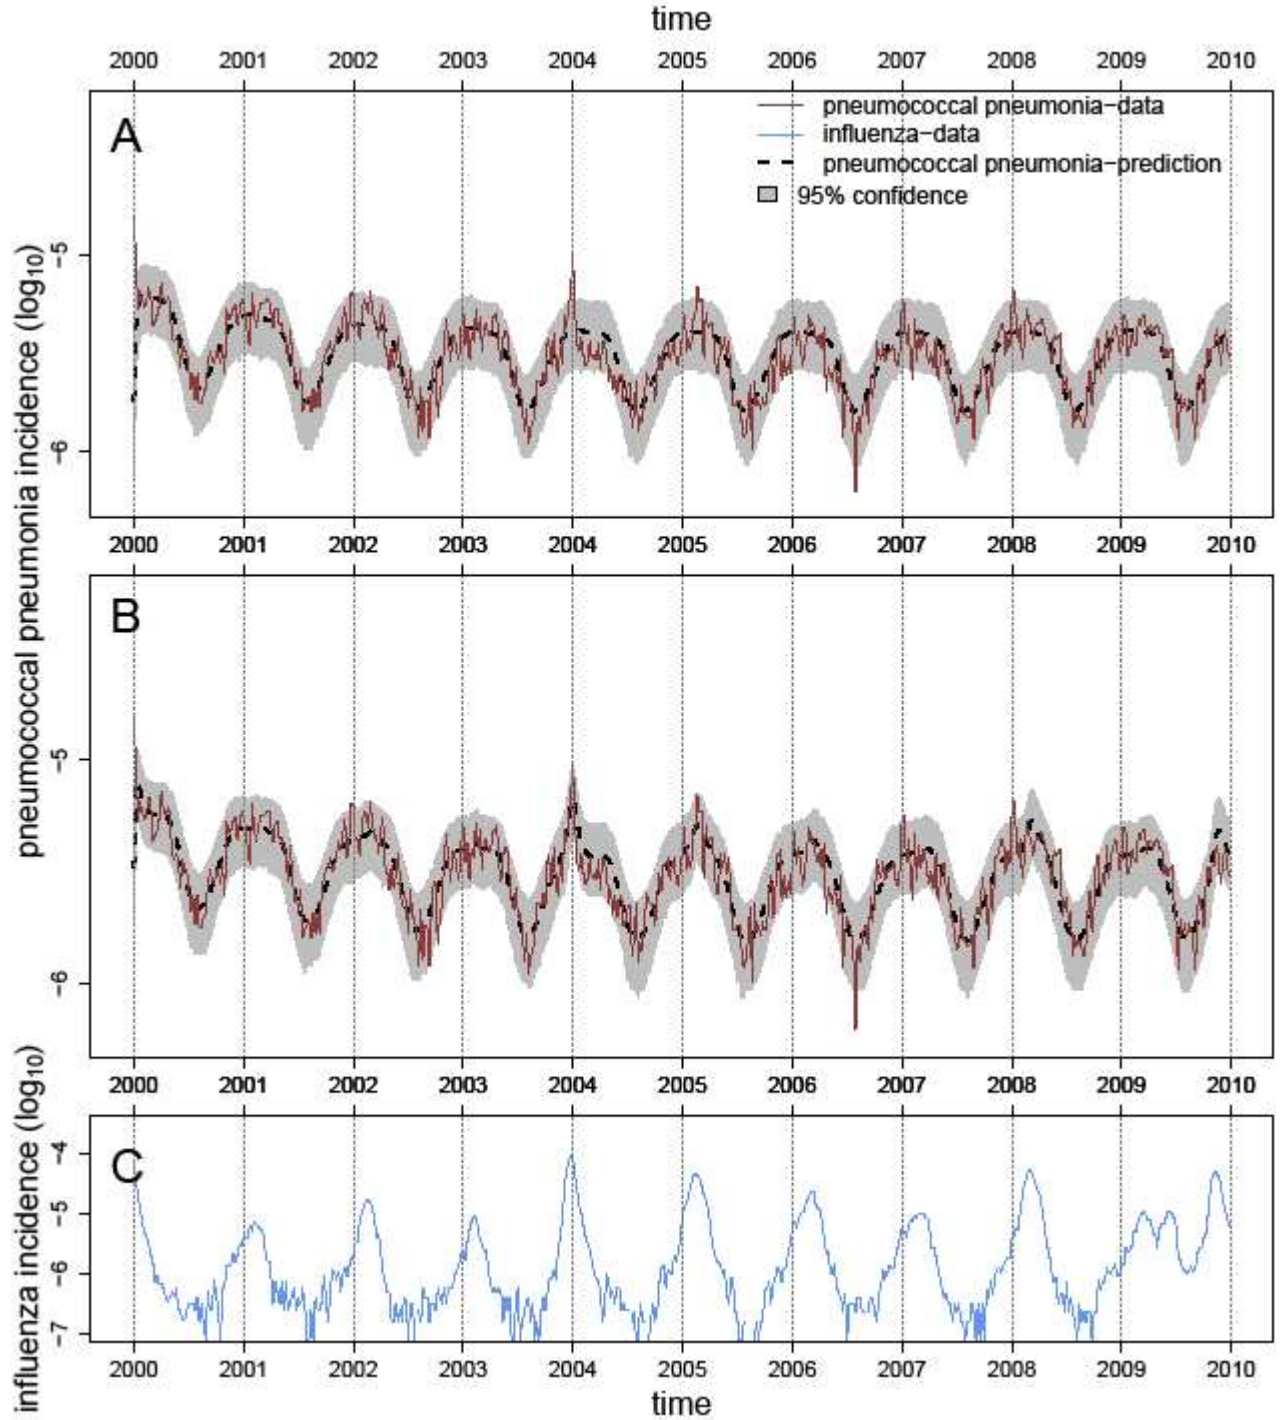 time
2000 2001 2002 2003 2004 2005 2006 2007 2008 2009 2010
A
pneumococcal pneumonia−data
influenza−data
pneumococcal pneumonia−prediction
95% confidence
−5
−6
2000 2001 2002 2003 2004 2005 2006 2007 2008 2009 2010
pneumococcal pneumonia incidence (log10)
B
−5
−6
2000 2001 2002 2003 2004 2005 2006 2007 2008 2009 2010
influenza incidence (log10)
C
−4
−5
−6
−7
2000 2001 2002 2003 2004 2005 2006 2007 2008 2009 2010
time